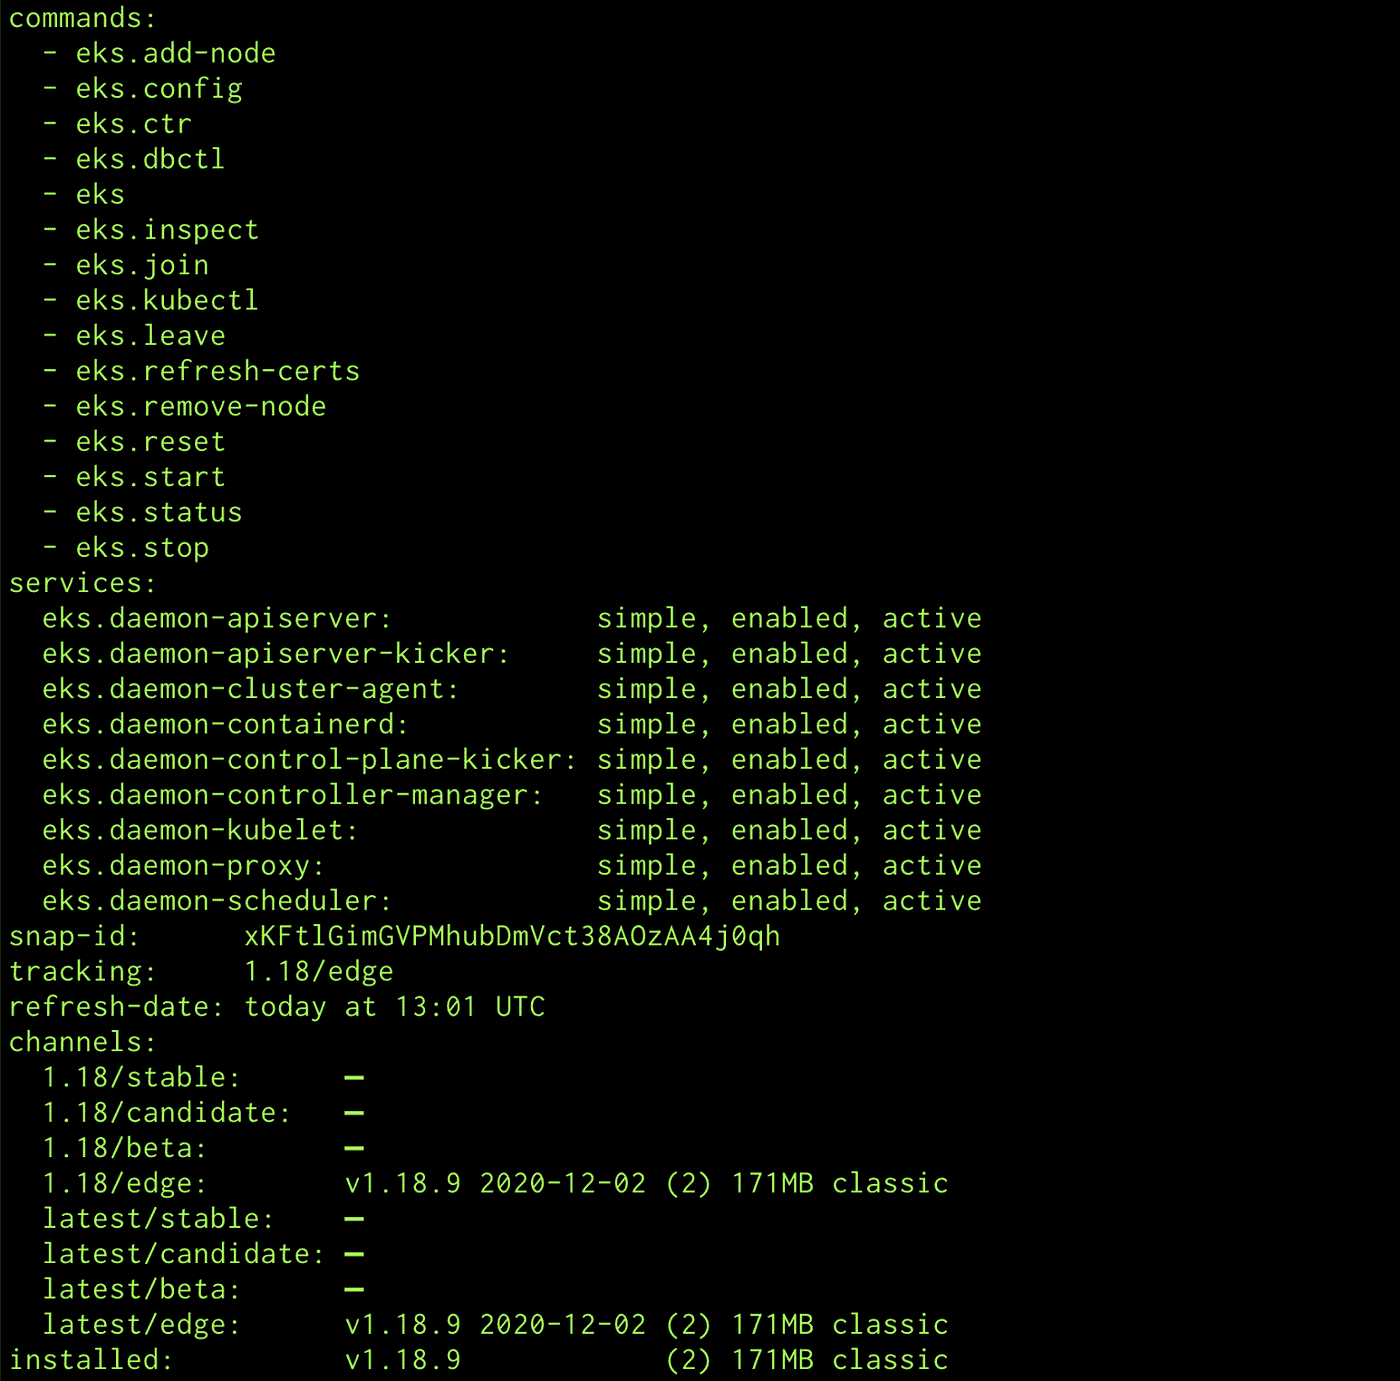 commands:
  - eks.add-node
  - eks.config
  - eks.ctr
  - eks.dbctl
  - eks
  - eks.inspect
  - eks.join
  - eks.kubectl
  - eks.leave
  - eks.refresh-certs
  - eks.remove-node
  - eks.reset
  - eks.start
  - eks.status
  - eks.stop
services:
  eks.daemon-apiserver:            simple, enabled, active
  eks.daemon-apiserver-kicker:     simple, enabled, active
  eks.daemon-cluster-agent:        simple, enabled, active
  eks.daemon-containerd:           simple, enabled, active
  eks.daemon-control-plane-kicker: simple, enabled, active
  eks.daemon-controller-manager:   simple, enabled, active
  eks.daemon-kubelet:              simple, enabled, active
  eks.daemon-proxy:                simple, enabled, active
  eks.daemon-scheduler:            simple, enabled, active
snap-id:      xKFtlGimGVPMhubDmVct38AOzAA4j0qh
tracking:     1.18/edge
refresh-date: today at 13:01 UTC
channels:
  1.18/stable:      –
  1.18/candidate:   –
  1.18/beta:        –
  1.18/edge:        v1.18.9 2020-12-02 (2) 171MB classic
  latest/stable:    –
  latest/candidate: –
  latest/beta:      –
  latest/edge:      v1.18.9 2020-12-02 (2) 171MB classic
installed:          v1.18.9            (2) 171MB classic